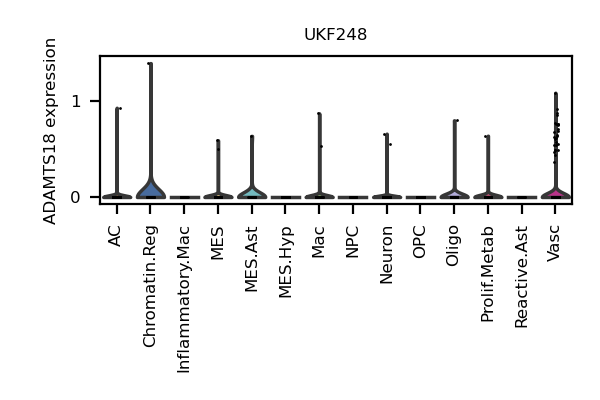 UKF248
ADAMTS18 expression
1
0
AC
Chromatin.Reg
Inflammatory.Mac
MES
MES.Ast
MES.Hyp
Mac
NPC
Neuron
OPC
Oligo
Prolif.Metab
Reactive.Ast
Vasc